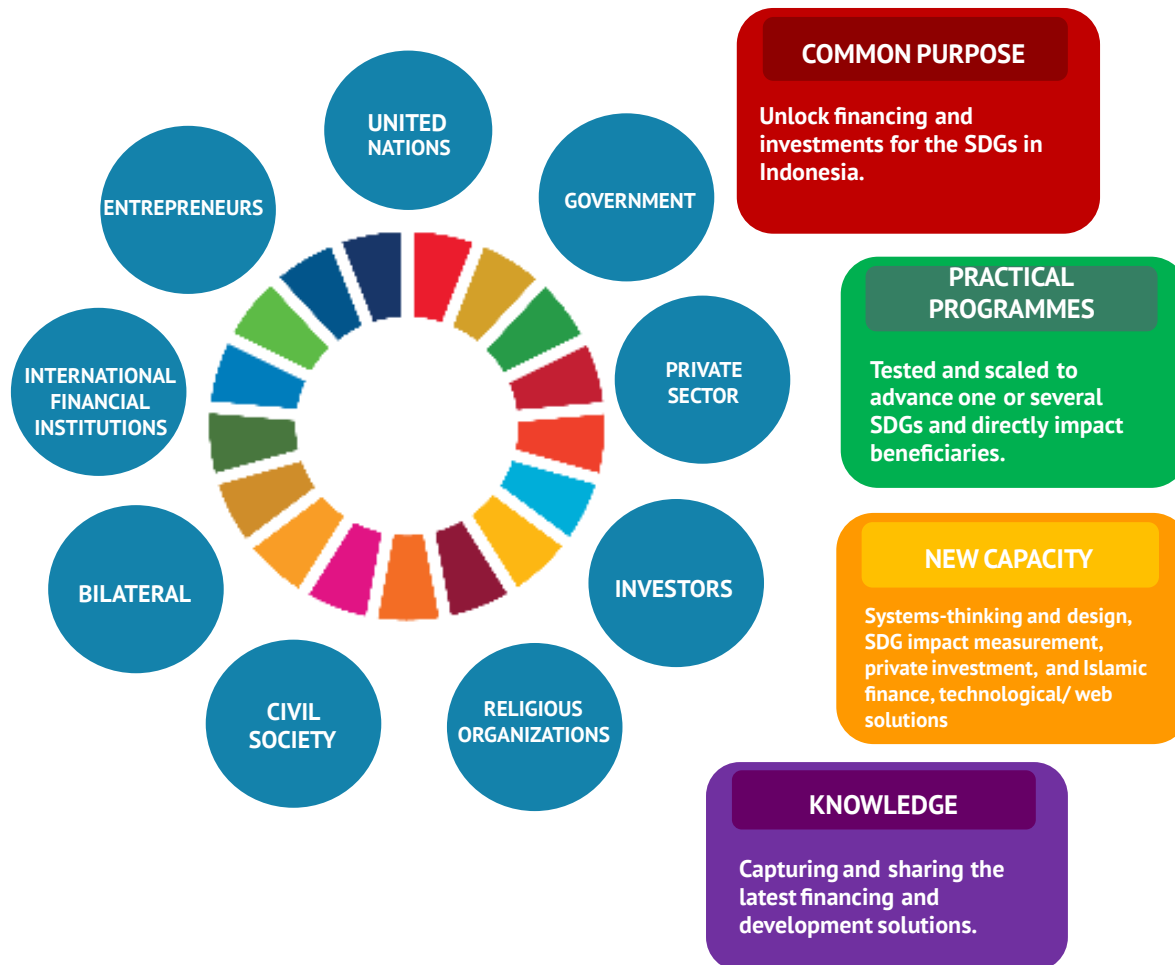 UNITED
NATIONS
GOVERNMENT
PRIVATE
SECTOR
INVESTORS
RELIGIOUS
ORGANIZATIONS
CIVIL
SOCIETY
BILATERAL
INTERNATIONAL
FINANCIAL
INSTITUTIONS
ENTREPRENEURS
COMMON PURPOSE
Unlock financing and
investments for the SDGs in
Indonesia.
PRACTICAL
PROGRAMMES
Tested and scaled to
advance one or several
SDGs and directly impact
beneficiaries.
NEW CAPACITY
Systems-thinking and design,
SDG impact measurement,
private investment, and Islamic
finance, technological/ web
solutions
KNOWLEDGE
Capturing and sharing the
latest financing and
development solutions.